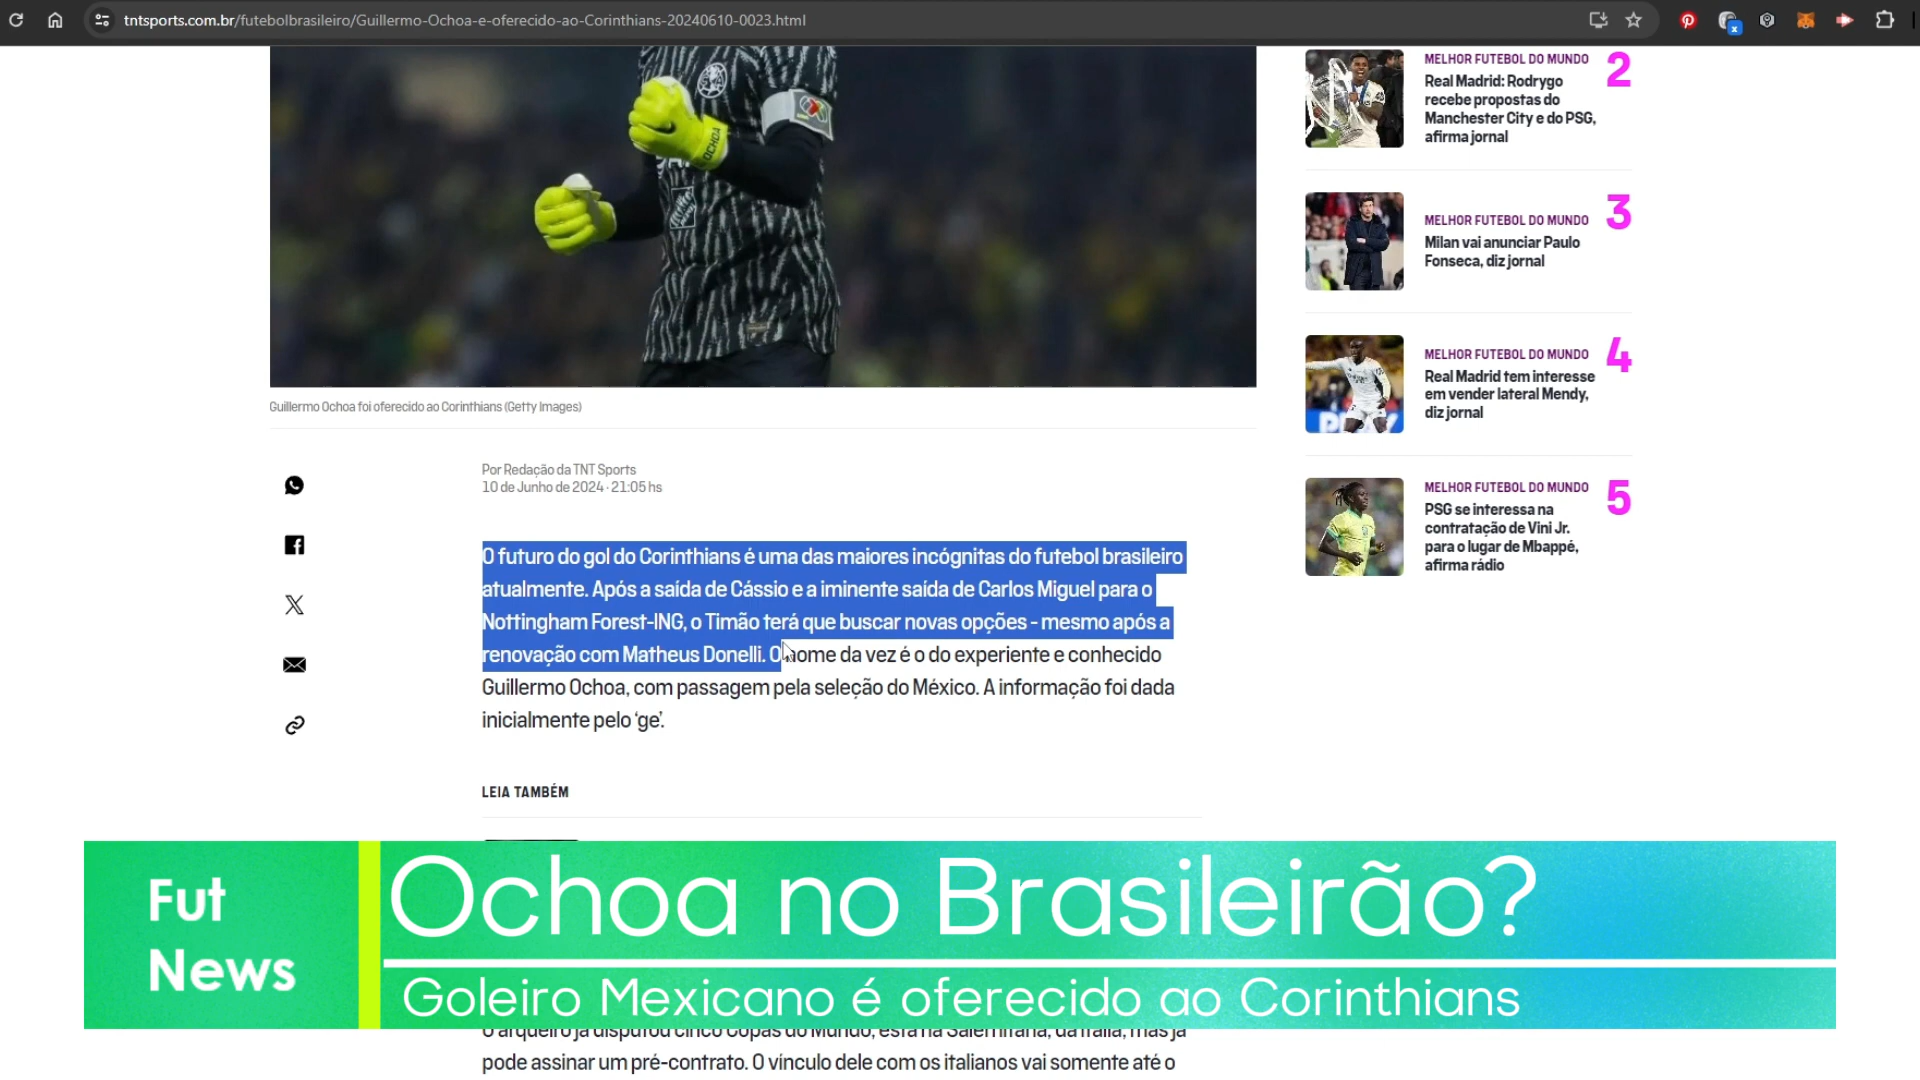 tntsports.com.br/futebolbrasileiro/Guillermo-Ochoa-e-oferecido-ao-Corinthians-20240610-0023.html
OCHOA
Guillermo Ochoa foi oferecido ao Corinthians (Getty Images)
Por Redação da TNT Sports
10 de Junho de 2024 · 21:05 hs
O futuro do gol do Corinthians é uma das maiores incógnitas do futebol brasileiro
atualmente. Após a saída de Cássio e a iminente saída de Carlos Miguel para o
Nottingham Forest-ING, o Timão terá que buscar novas opções - mesmo após a
renovação com Matheus Donelli. O nome da vez é o do experiente e conhecido
Guillermo Ochoa, com passagem pela seleção do México. A informação foi dada
inicialmente pelo ‘ge’.
LEIA TAMBÉM
MELHOR FUTEBOL DO MUNDO
2
Real Madrid: Rodrygo
recebe propostas do
Manchester City e do PSG,
afirma jornal
MELHOR FUTEBOL DO MUNDO
3
Milan vai anunciar Paulo
Fonseca, diz jornal
MELHOR FUTEBOL DO MUNDO
4
Real Madrid tem interesse
em vender lateral Mendy,
diz jornal
MELHOR FUTEBOL DO MUNDO
5
PSG se interessa na
contratação de Vini Jr.
para o lugar de Mbappé,
afirma rádio
Fut
News
Ochoa no Brasileirão?
Goleiro Mexicano é oferecido ao Corinthians
O arqueiro já disputou cinco Copas do Mundo, está na Salernitana, da Itália, mas já
pode assinar um pré-contrato. O vínculo dele com os italianos vai somente até o